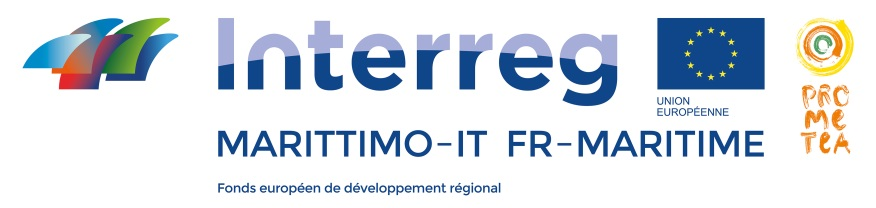 Interreg
UNION
EUROPÉENNE
MARITTIMO-IT FR-MARITIME
Fonds européen de développement régional
PRO
ME
TEA